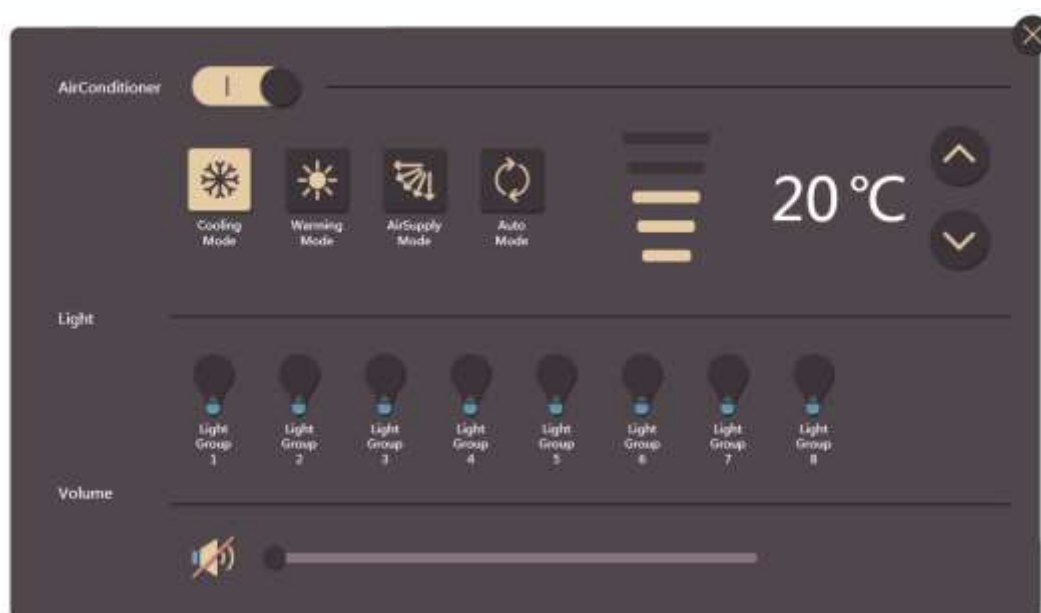 AirConditioner
Cooling
Mode
Warming
Mode
AirSupply
Mode
Auto
Mode
20 °C
Light
Light
Group
1
Light
Group
2
Light
Group
3
Light
Group
4
Light
Group
5
Light
Group
6
Light
Group
7
Light
Group
8
Volume